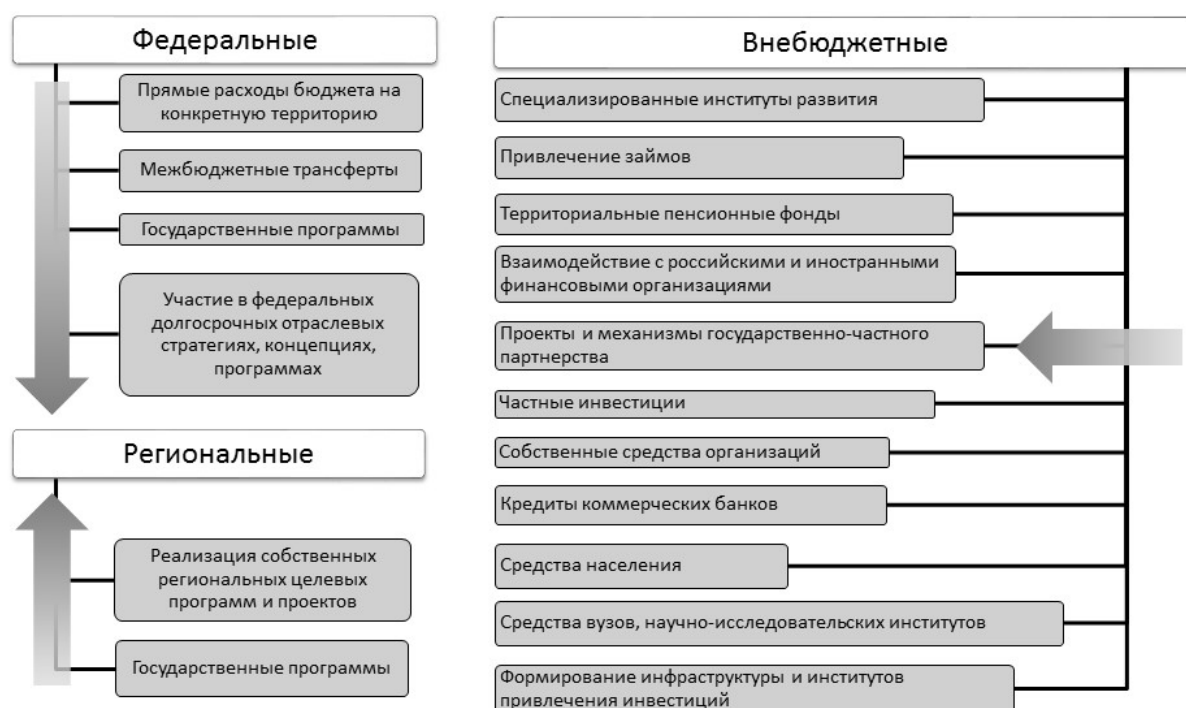 Федеральные
Прямые расходы бюджета на
конкретную территорию
Межбюджетные трансферты
Государственные программы
Участие в федеральных
долгосрочных отраслевых
стратегиях, концепциях,
программах
Региональные
Реализация собственных
региональных целевых
программ и проектов
Государственные программы
Внебюджетные
Специализированные институты развития
Привлечение займов
Территориальные пенсионные фонды
Взаимодействие с российскими и иностранными
финансовыми организациями
Проекты и механизмы государственно-частного
партнерства
Частные инвестиции
Собственные средства организаций
Кредиты коммерческих банков
Средства населения
Средства вузов, научно-исследовательских институтов
Формирование инфраструктуры и институтов
привлечения инвестиций